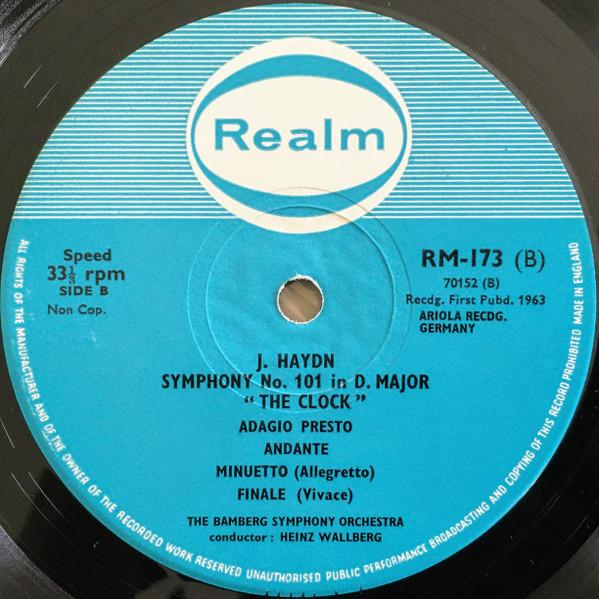 Realm
Speed
33⅓ rpm
SIDE B
Non Cop.
RM-173 (B)
70152 (B)
Recdg. First Pubd. 1963
ARIOLA RECDG.
GERMANY
J. HAYDN
SYMPHONY No. 101 in D. MAJOR
"THE CLOCK"
ADAGIO PRESTO
ANDANTE
MINUETTO (Allegretto)
FINALE (Vivace)
THE BAMBERG SYMPHONY ORCHESTRA
conductor : HEINZ WALLBERG
ALL RIGHTS OF THE MANUFACTURER AND OF THE OWNER OF THE RECORDED WORK RESERVED UNAUTHORISED PUBLIC PERFORMANCE BROADCASTING AND COPYING OF THIS RECORD PROHIBITED MADE IN ENGLAND